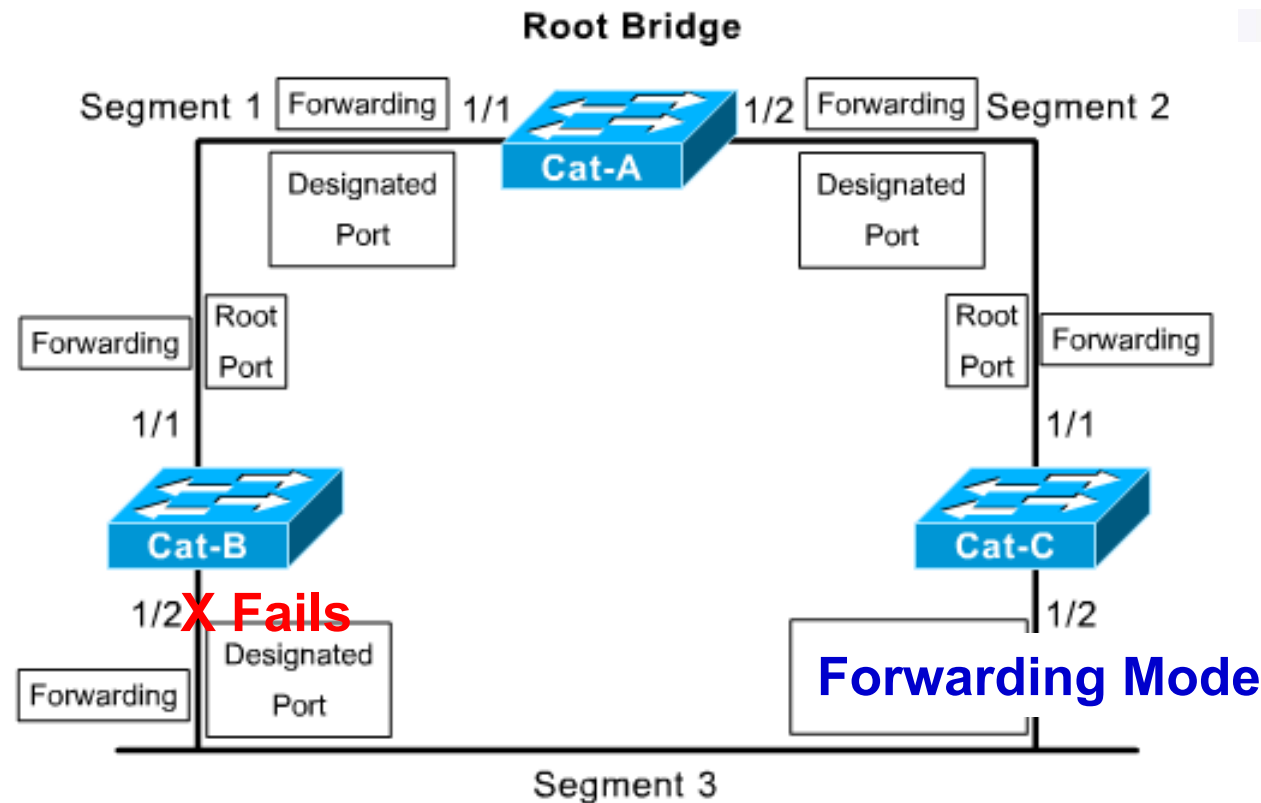 Root Bridge
Segment 1
Forwarding
1/1
1/2
Forwarding
Segment 2
Cat-A
Designated
Port
Designated
Port
Forwarding
Root
Port
Root
Port
Forwarding
1/1
1/1
Cat-B
Cat-C
1/2
X Fails
1/2
Designated
Port
Forwarding
Forwarding Mode
Segment 3